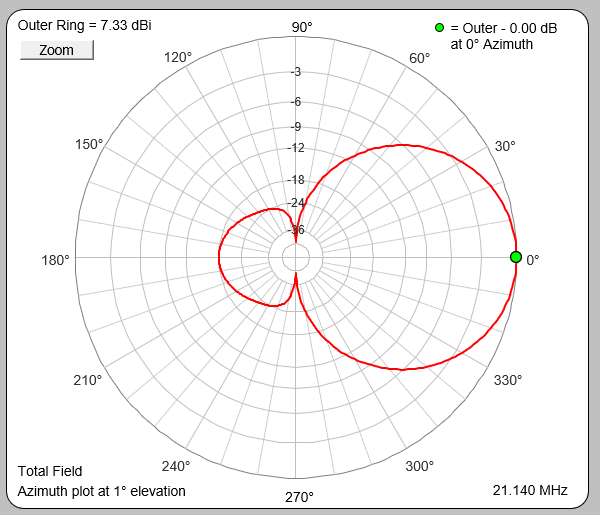 Outer Ring = 7.33 dBi
90°
= Outer - 0.00 dB
at 0° Azimuth
Zoom
120°
60°
-3
-6
-9
-12
-18
-24
-36
150°
30°
180°
0°
210°
330°
240°
300°
270°
Total Field
Azimuth plot at 1° elevation
21.140 MHz